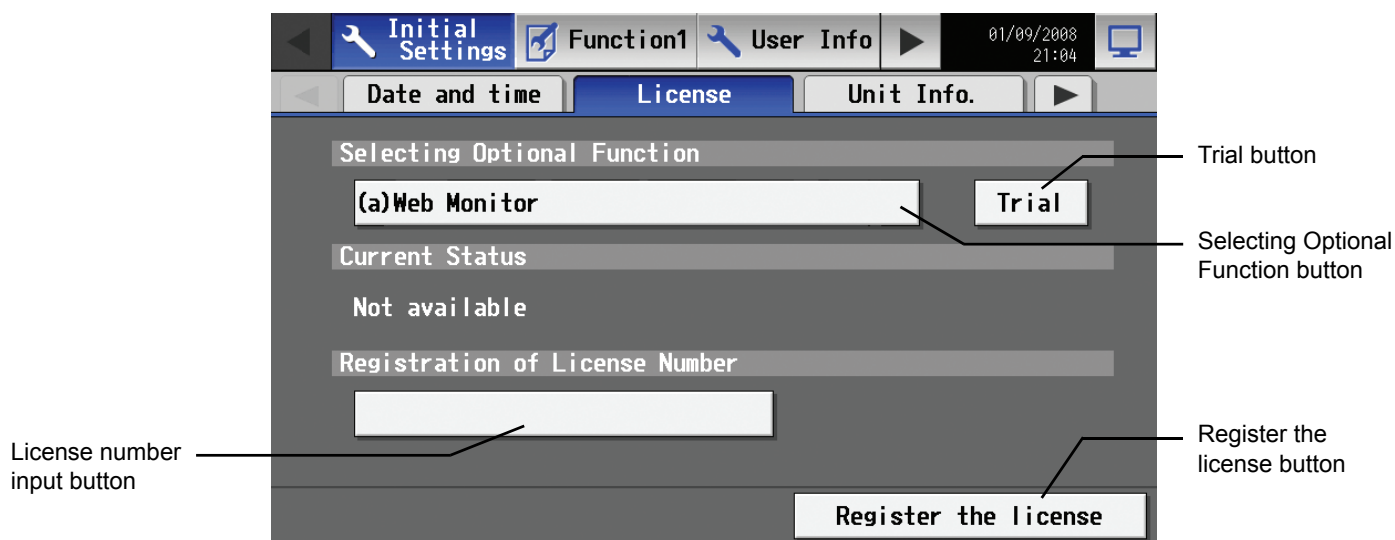 Initial
Settings
Function1
User Info
01/09/2008
21:04
Date and time
License
Unit Info.
Selecting Optional Function
(a)Web Monitor
Trial
Current Status
Not available
Registration of License Number
Register the license
Trial button
Selecting Optional
Function button
License number
input button
Register the
license button